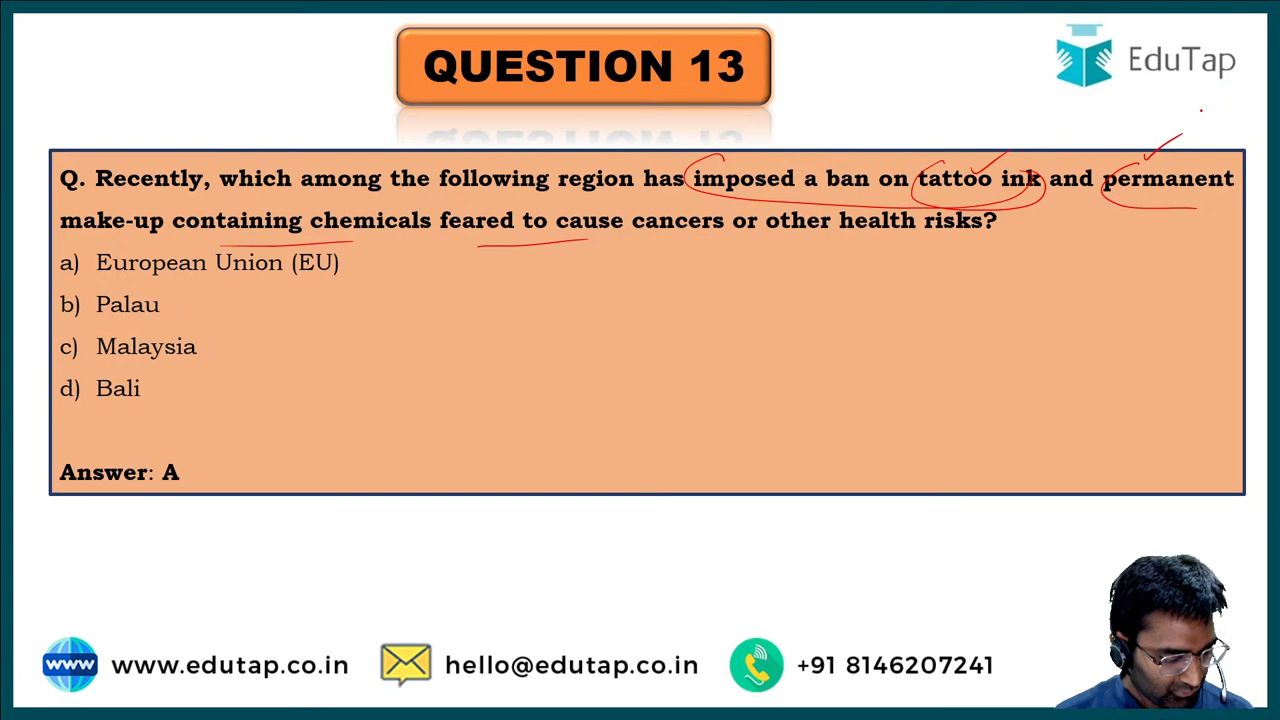 QUESTION 13
EduTap
Q. Recently, which among the following region has imposed a ban on tattoo ink and permanent
make-up containing chemicals feared to cause cancers or other health risks?
a) European Union (EU)
b) Palau
c) Malaysia
d) Bali
Answer: A
www www.edutap.co.in hello@edutap.co.in +91 8146207241